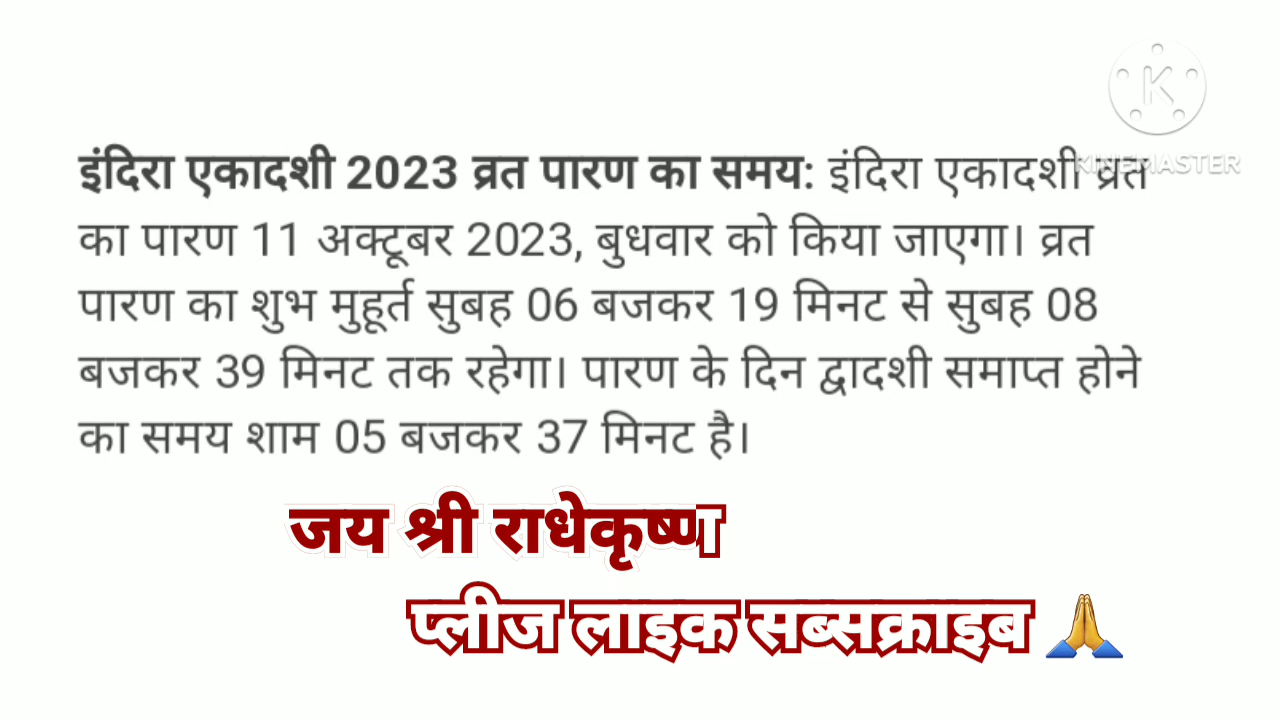 KINEMASTER
इंदिरा एकादशी 2023 व्रत पारण का समय: इंदिरा एकादशी व्रत
का पारण 11 अक्टूबर 2023, बुधवार को किया जाएगा। व्रत
पारण का शुभ मुहूर्त सुबह 06 बजकर 19 मिनट से सुबह 08
बजकर 39 मिनट तक रहेगा। पारण के दिन द्वादशी समाप्त होने
का समय शाम 05 बजकर 37 मिनट है।
जय श्री राधेकृष्णा
प्लीज लाइक सब्सक्राइब 🙏